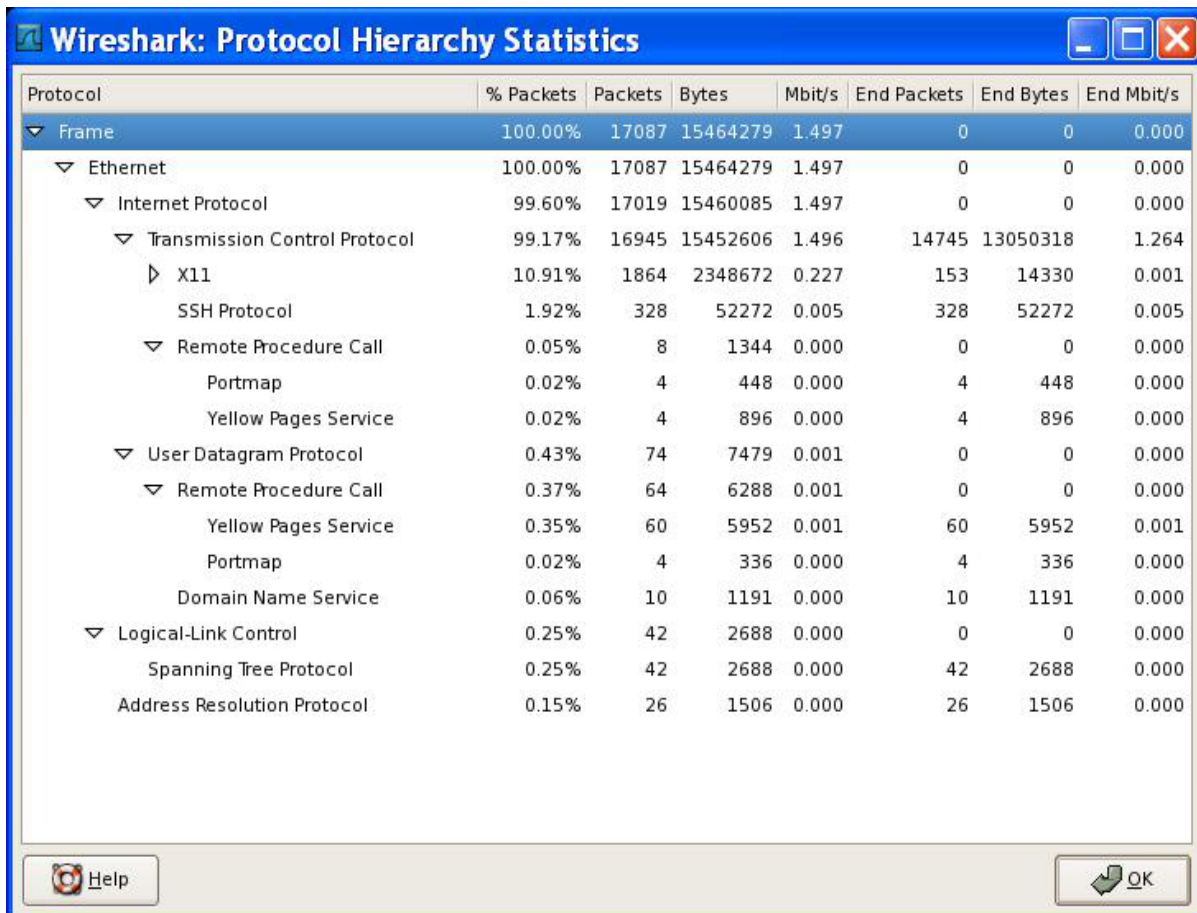 Wireshark: Protocol Hierarchy Statistics
Protocol % Packets Packets Bytes Mbit/s End Packets End Bytes End Mbit/s
Frame 100.00% 17087 15464279 1.497 0 0 0.000
Ethernet 100.00% 17087 15464279 1.497 0 0 0.000
Internet Protocol 99.60% 17019 15460085 1.497 0 0 0.000
Transmission Control Protocol 99.17% 16945 15452606 1.496 14745 13050318 1.264
X11 10.91% 1864 2348672 0.227 153 14330 0.001
SSH Protocol 1.92% 328 52272 0.005 328 52272 0.005
Remote Procedure Call 0.05% 8 1344 0.000 0 0 0.000
Portmap 0.02% 4 448 0.000 4 448 0.000
Yellow Pages Service 0.02% 4 896 0.000 4 896 0.000
User Datagram Protocol 0.43% 74 7479 0.001 0 0 0.000
Remote Procedure Call 0.37% 64 6288 0.001 0 0 0.000
Yellow Pages Service 0.35% 60 5952 0.001 60 5952 0.001
Portmap 0.02% 4 336 0.000 4 336 0.000
Domain Name Service 0.06% 10 1191 0.000 10 1191 0.000
Logical-Link Control 0.25% 42 2688 0.000 0 0 0.000
Spanning Tree Protocol 0.25% 42 2688 0.000 42 2688 0.000
Address Resolution Protocol 0.15% 26 1506 0.000 26 1506 0.000
Help OK